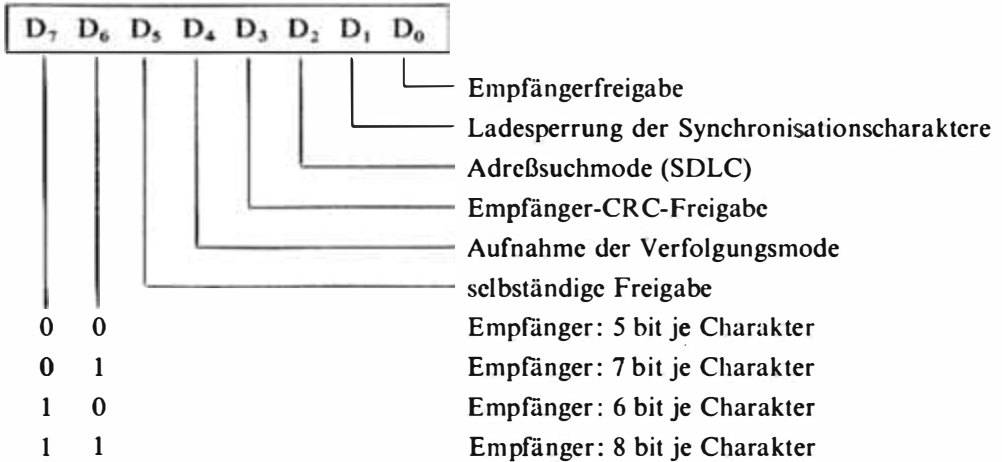 D₇ D₆ D₅ D₄ D₃ D₂ D₁ D₀
Empfängerfreigabe
Ladesperrung der Synchronisationscharaktere
Adreßsuchmode (SDLC)
Empfänger-CRC-Freigabe
Aufnahme der Verfolgungsmode
selbständige Freigabe
0 0 Empfänger: 5 bit je Charakter
0 1 Empfänger: 7 bit je Charakter
1 0 Empfänger: 6 bit je Charakter
1 1 Empfänger: 8 bit je Charakter